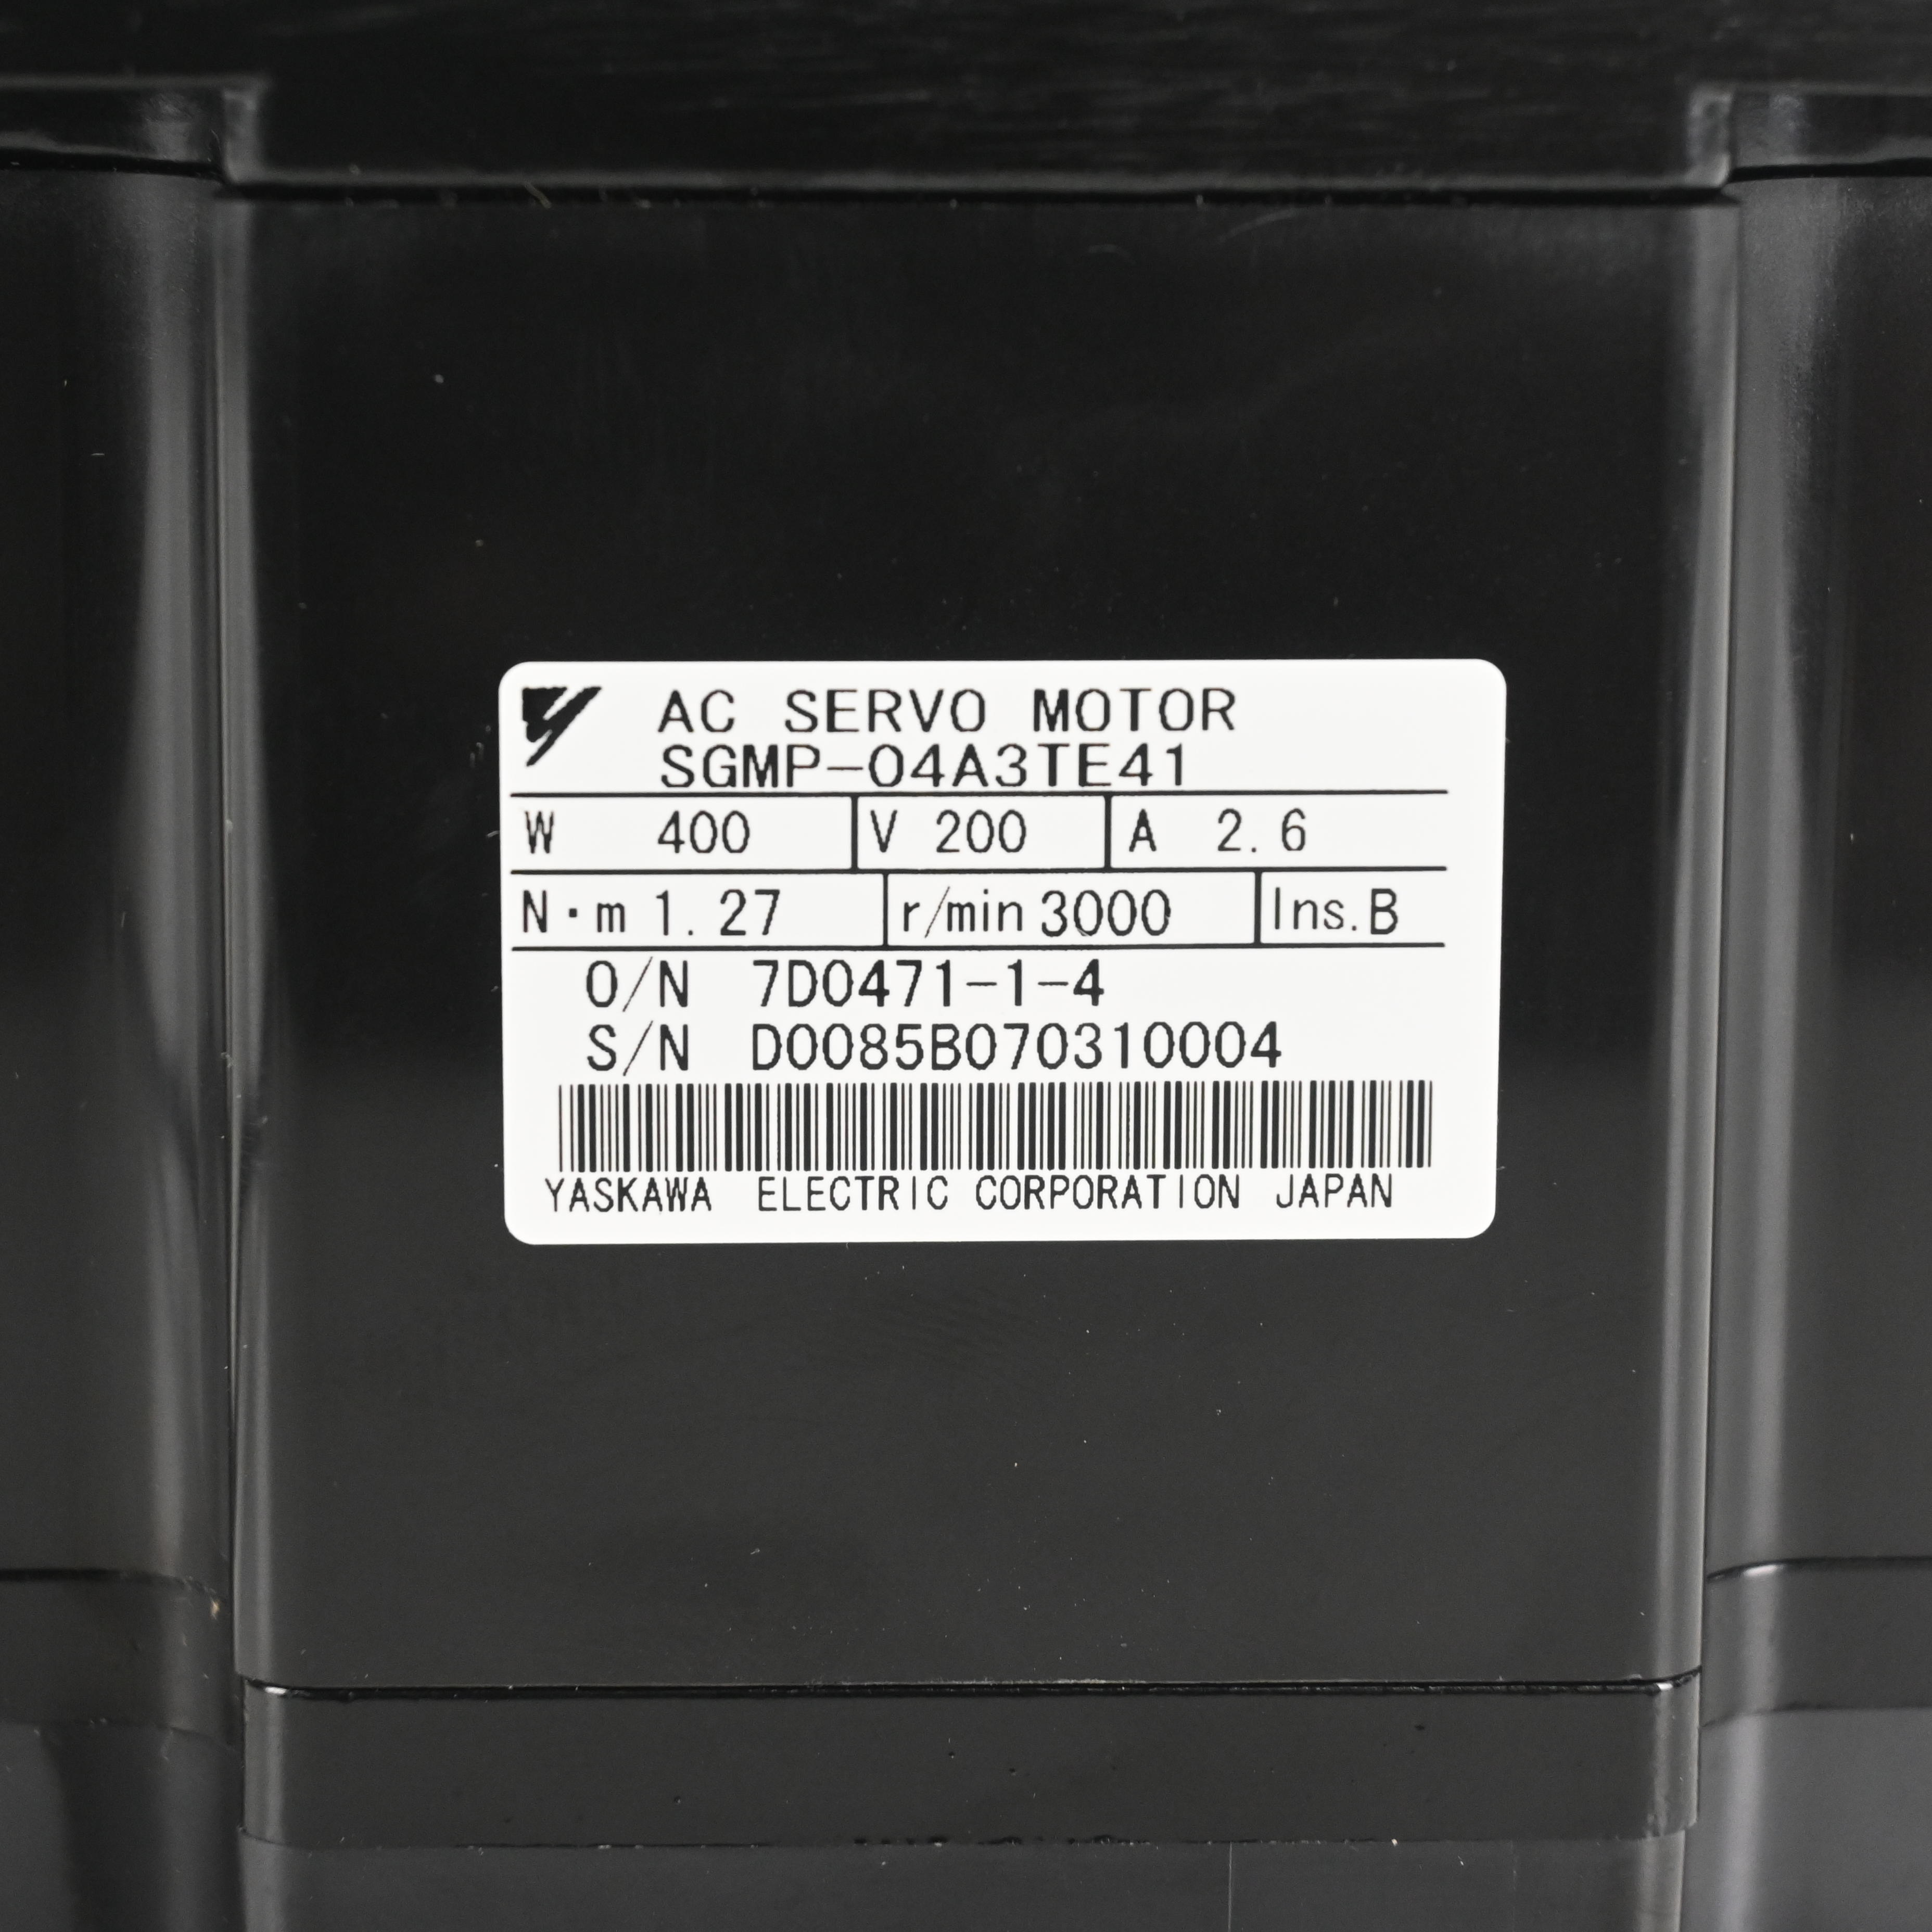 AC SERVO MOTOR
SGMP-04A3TE41
W 400 V 200 A 2.6
N·m 1.27 r/min 3000 Ins.B
O/N 7D0471-1-4
S/N D0085B070310004
YASKAWA ELECTRIC CORPORATION JAPAN